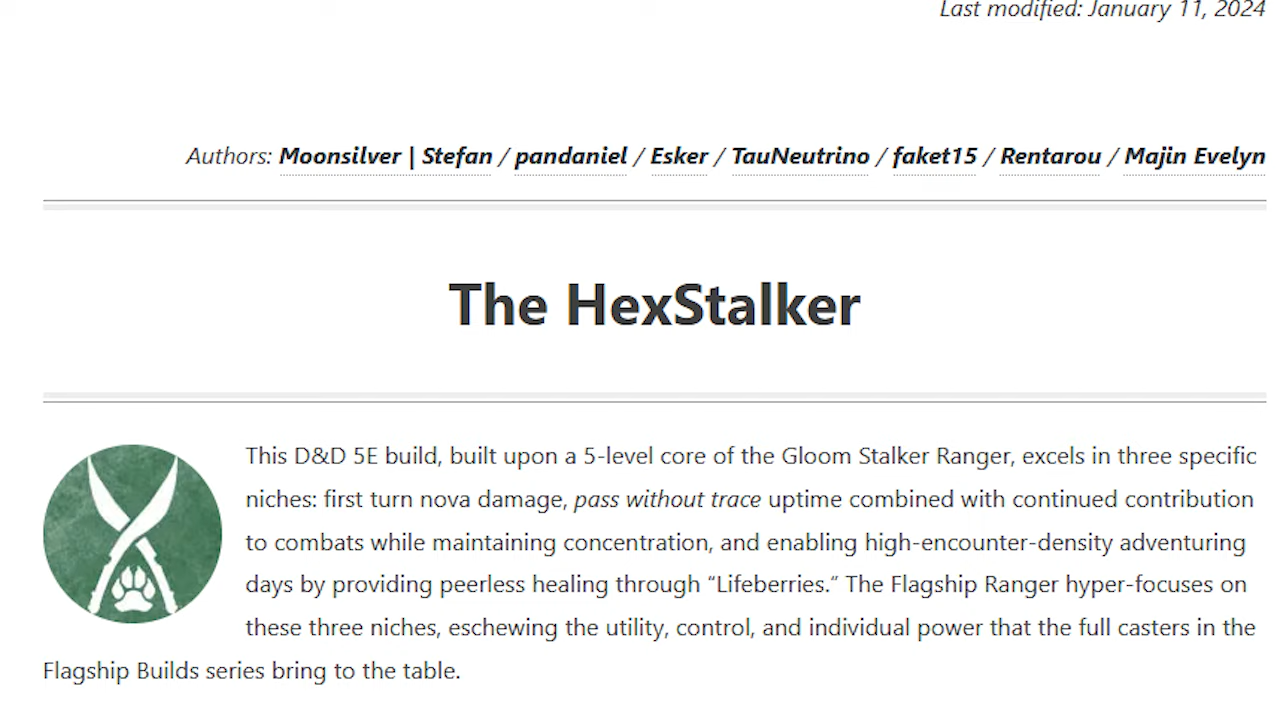 Last modified: January 11, 2024
Authors: Moonsilver | Stefan / pandaniel / Esker / TauNeutrino / faket15 / Rentarou / Majin Evelyn
The HexStalker
This D&D 5E build, built upon a 5-level core of the Gloom Stalker Ranger, excels in three specific
niches: first turn nova damage, pass without trace uptime combined with continued contribution
to combats while maintaining concentration, and enabling high-encounter-density adventuring
days by providing peerless healing through “Lifeberries.“ The Flagship Ranger hyper-focuses on
these three niches, eschewing the utility, control, and individual power that the full casters in the
Flagship Builds series bring to the table.